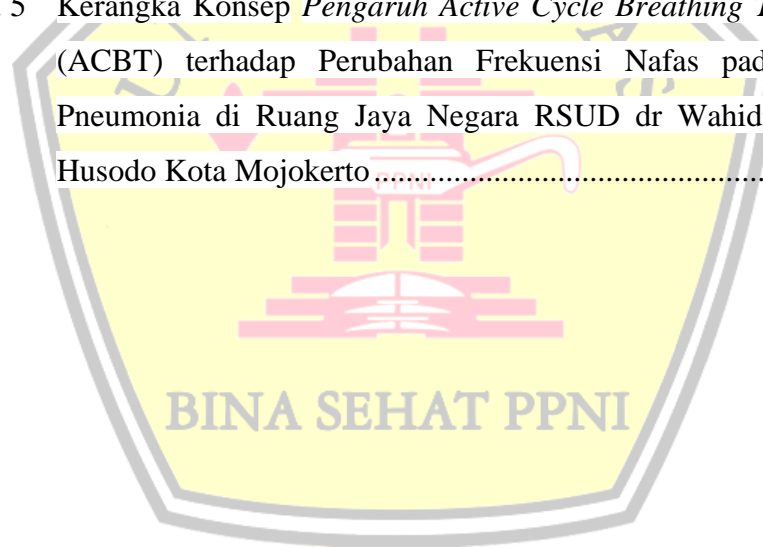 5 Kerangka Konsep Pengaruh Active Cycle Breathing
(ACBT) terhadap Perubahan Frekuensi Nafas pad
Pneumonia di Ruang Jaya Negara RSUD dr Wahid
Husodo Kota Mojokerto ........................................
PPNI
BINA SEHAT PPNI